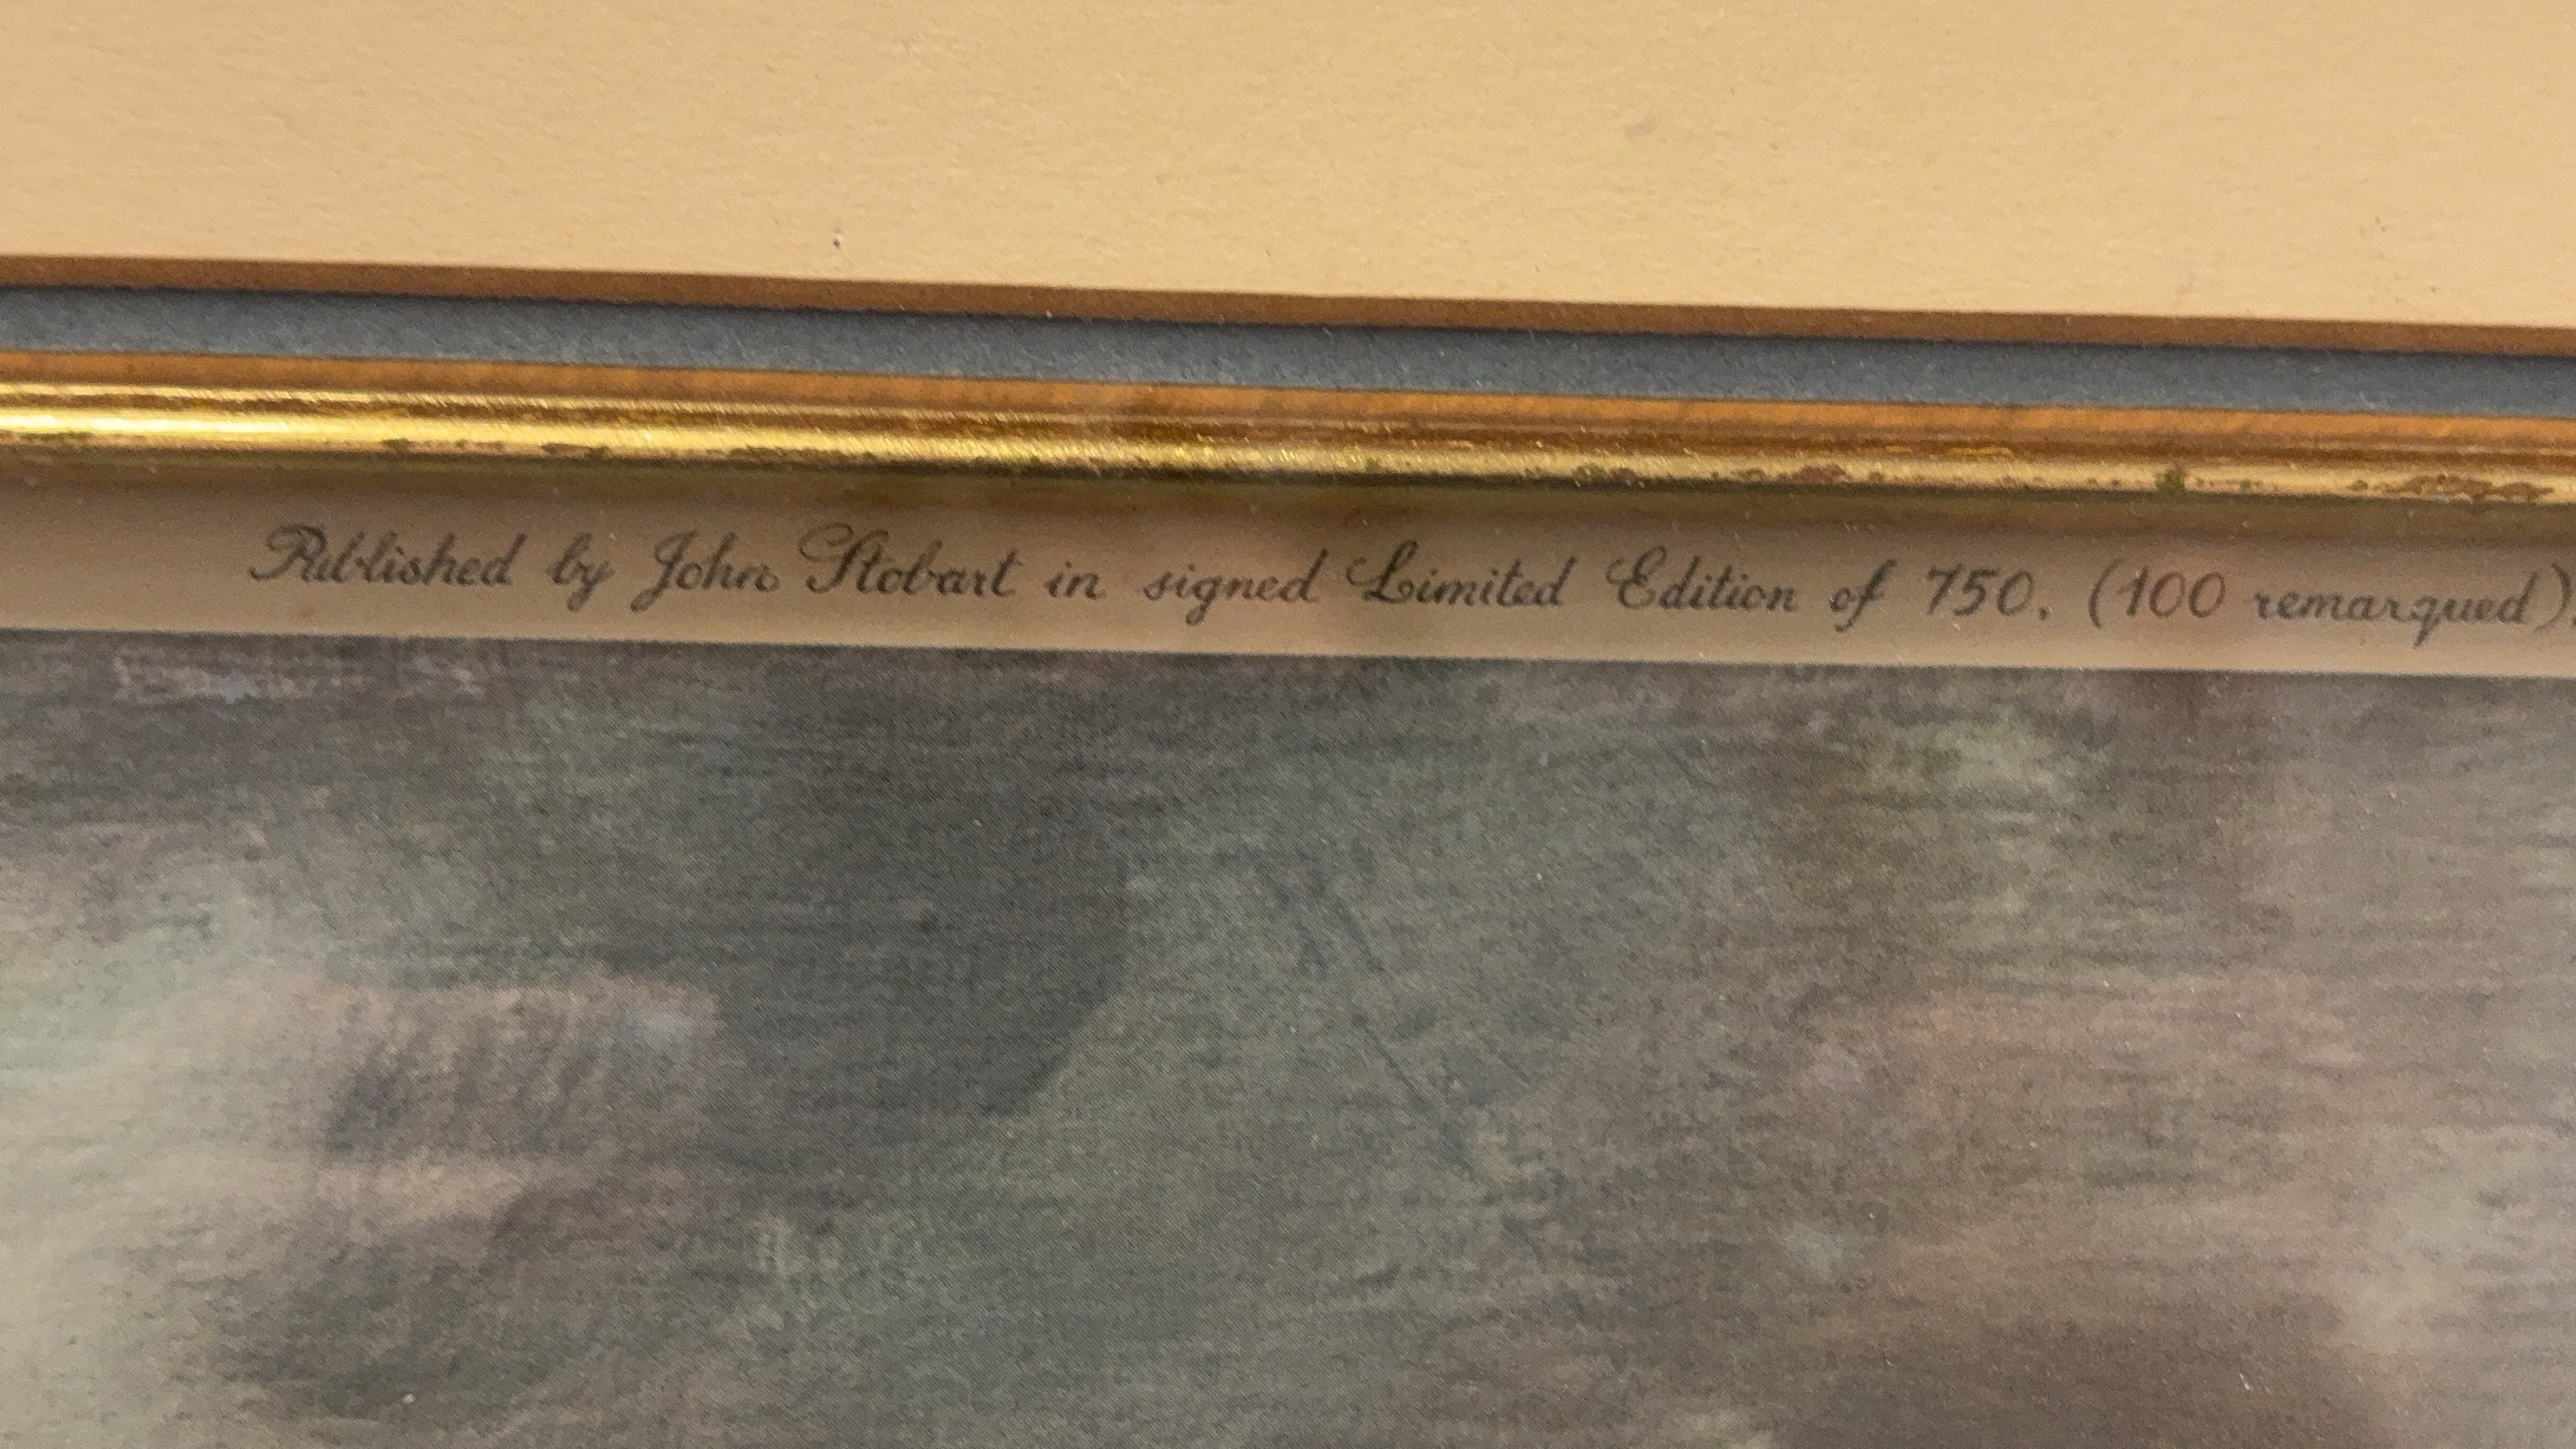 Published by John Stobart in signed Limited Edition of 750. (100 remarqued).